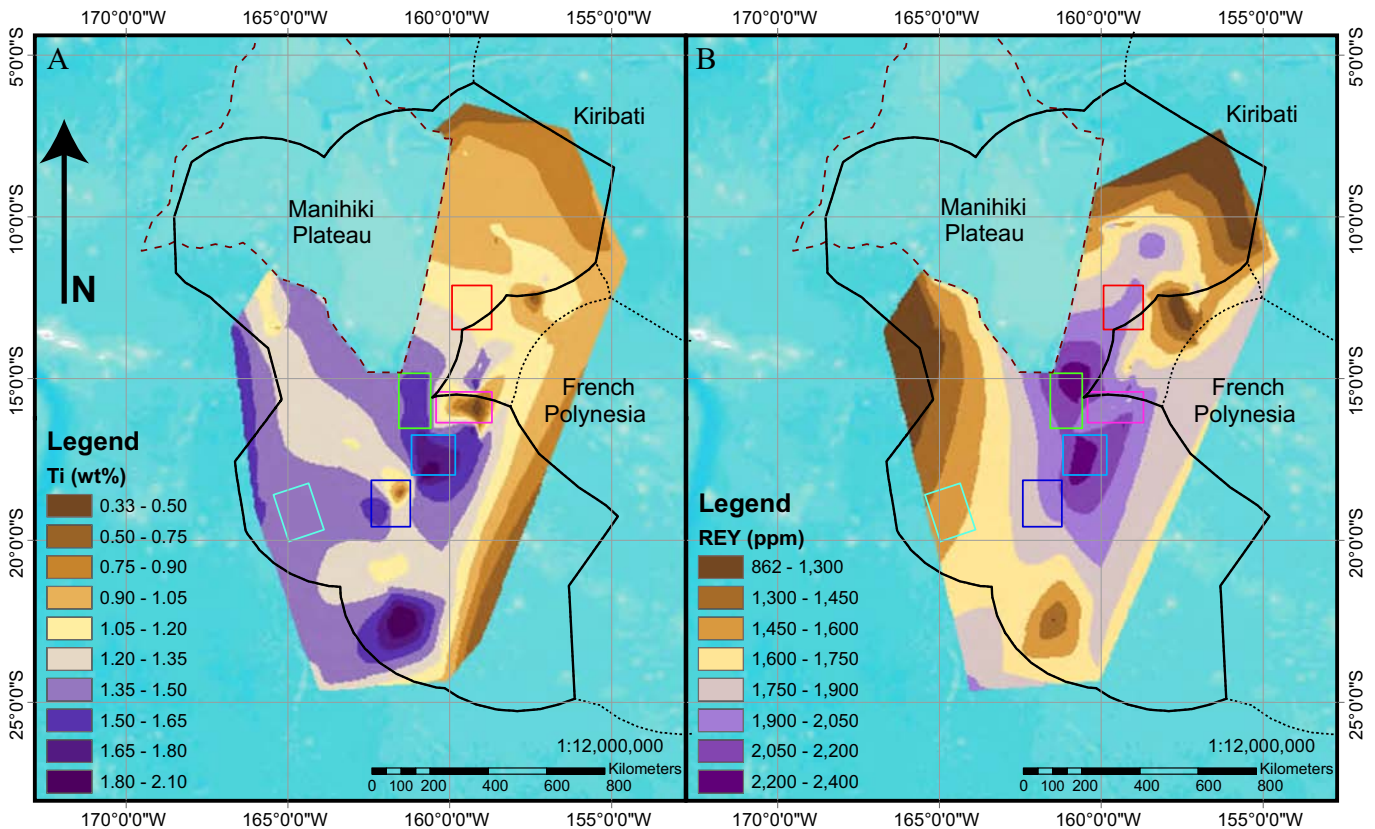 170°0'0"W 165°0'0"W 160°0'0"W 155°0'0"W 170°0'0"W 165°0'0"W 160°0'0"W 155°0'0"W
A
B
5°0'0"S
5°0'0"S
Kiribati
Kiribati
N
Manihiki
Plateau
Manihiki
Plateau
10°0'0"S
10°0'0"S
15°0'0"S
15°0'0"S
French
Polynesia
French
Polynesia
20°0'0"S
20°0'0"S
25°0'0"S
25°0'0"S
Legend
Ti (wt%)
0.33 - 0.50
0.50 - 0.75
0.75 - 0.90
0.90 - 1.05
1.05 - 1.20
1.20 - 1.35
1.35 - 1.50
1.50 - 1.65
1.65 - 1.80
1.80 - 2.10
1:12,000,000
Kilometers
0 100 200 400 600 800
Legend
REY (ppm)
862 - 1,300
1,300 - 1,450
1,450 - 1,600
1,600 - 1,750
1,750 - 1,900
1,900 - 2,050
2,050 - 2,200
2,200 - 2,400
1:12,000,000
Kilometers
0 100 200 400 600 800
170°0'0"W 165°0'0"W 160°0'0"W 155°0'0"W 170°0'0"W 165°0'0"W 160°0'0"W 155°0'0"W